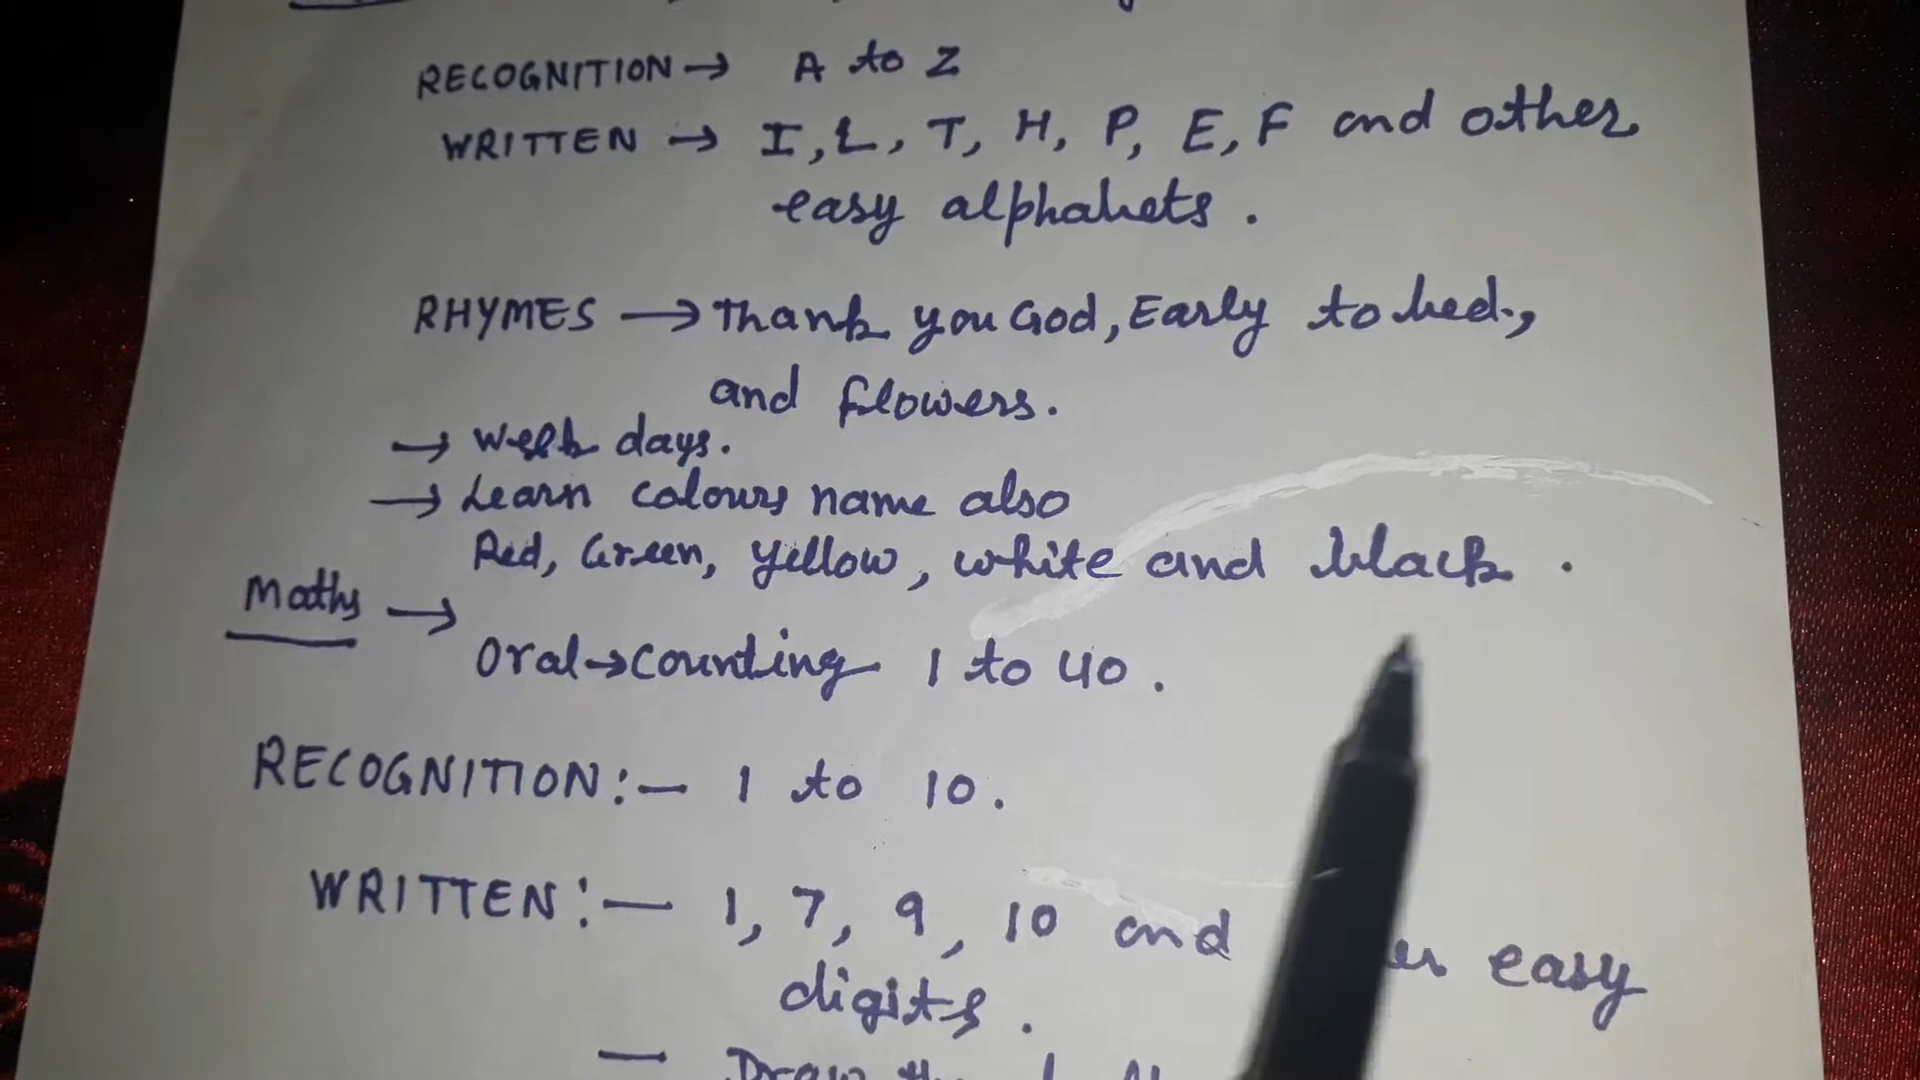 RECOGNITION → A to Z
WRITTEN → I, L, T, H, P, E, F and other
easy alphabets.
RHYMES → Thank you God, Early to bed.,
and flowers.
→ Week days.
→ Learn colours name also
Red, Green, yellow, white and black.
Maths →
Oral → counting 1 to 40.
RECOGNITION:— 1 to 10.
WRITTEN:— 1, 7, 9, 10 and easy
digits.
— Draw